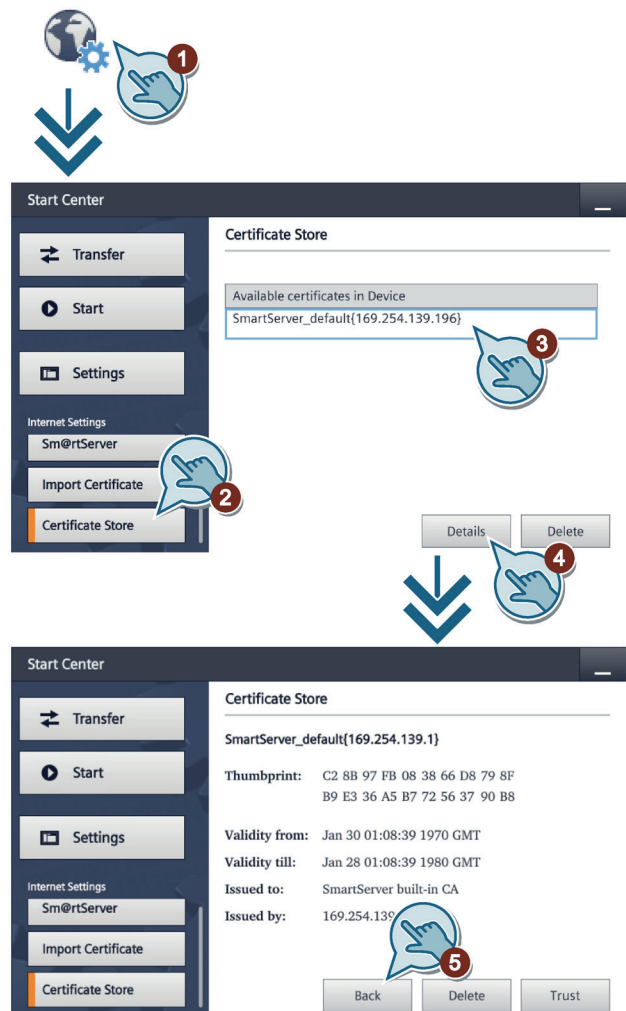 1
Start Center
Transfer
Start
Settings
Internet Settings
Sm@rtServer
Import Certificate
Certificate Store
2
Certificate Store
Available certificates in Device
SmartServer_default{169.254.139.196}
3
Details
Delete
4
Start Center
Transfer
Start
Settings
Internet Settings
Sm@rtServer
Import Certificate
Certificate Store
Certificate Store
SmartServer_default{169.254.139.1}
Thumbprint: C2 8B 97 FB 08 38 66 D8 79 8F
B9 E3 36 A5 B7 72 56 37 90 B8
Validity from: Jan 30 01:08:39 1970 GMT
Validity till: Jan 28 01:08:39 1980 GMT
Issued to: SmartServer built-in CA
Issued by: 169.254.139
5
Back
Delete
Trust